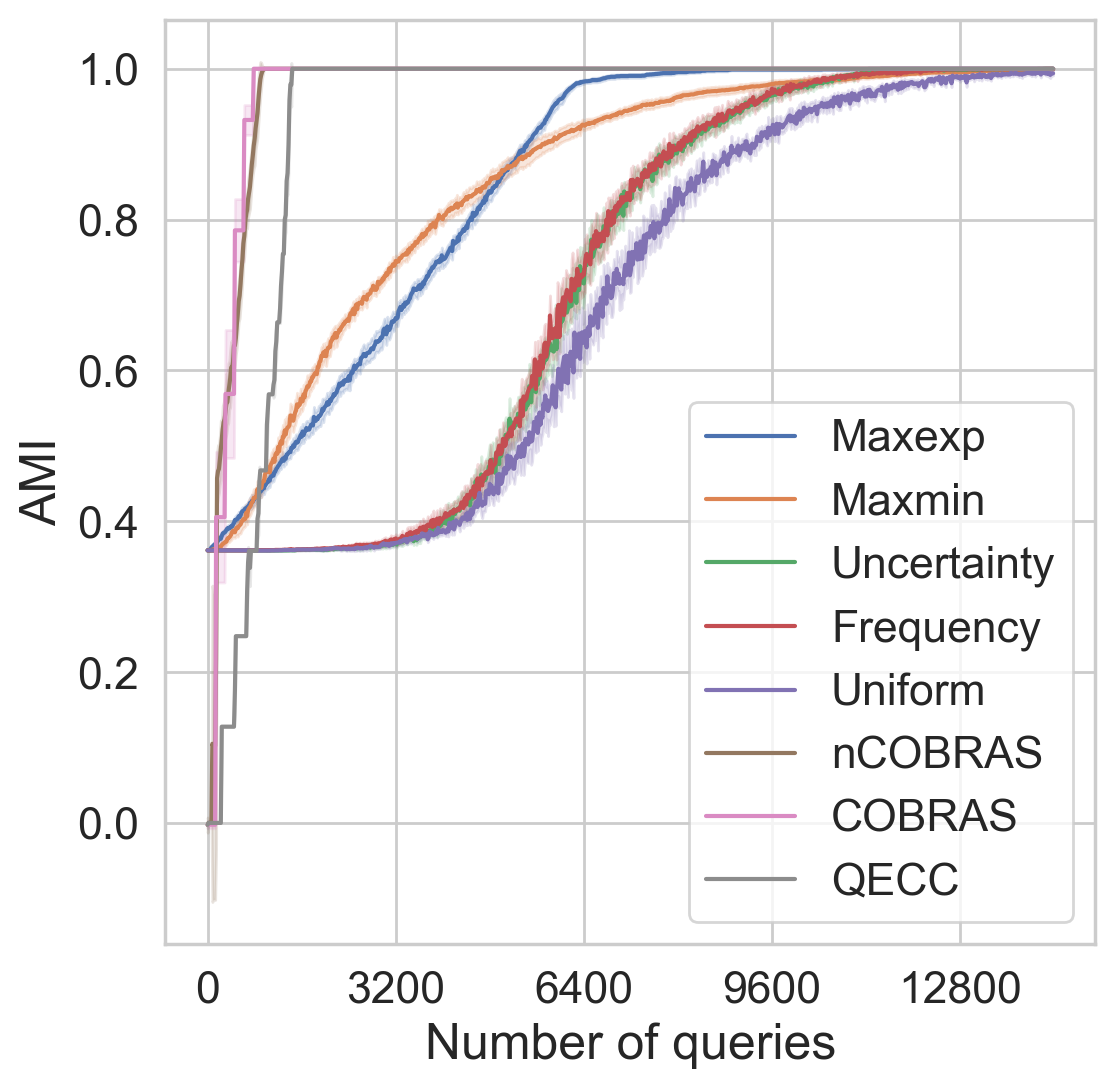 1.0
0.8
0.6
0.4
0.2
0.0
AMI
0 3200 6400 9600 12800
Number of queries
Maxexp
Maxmin
Uncertainty
Frequency
Uniform
nCOBRAS
COBRAS
QECC